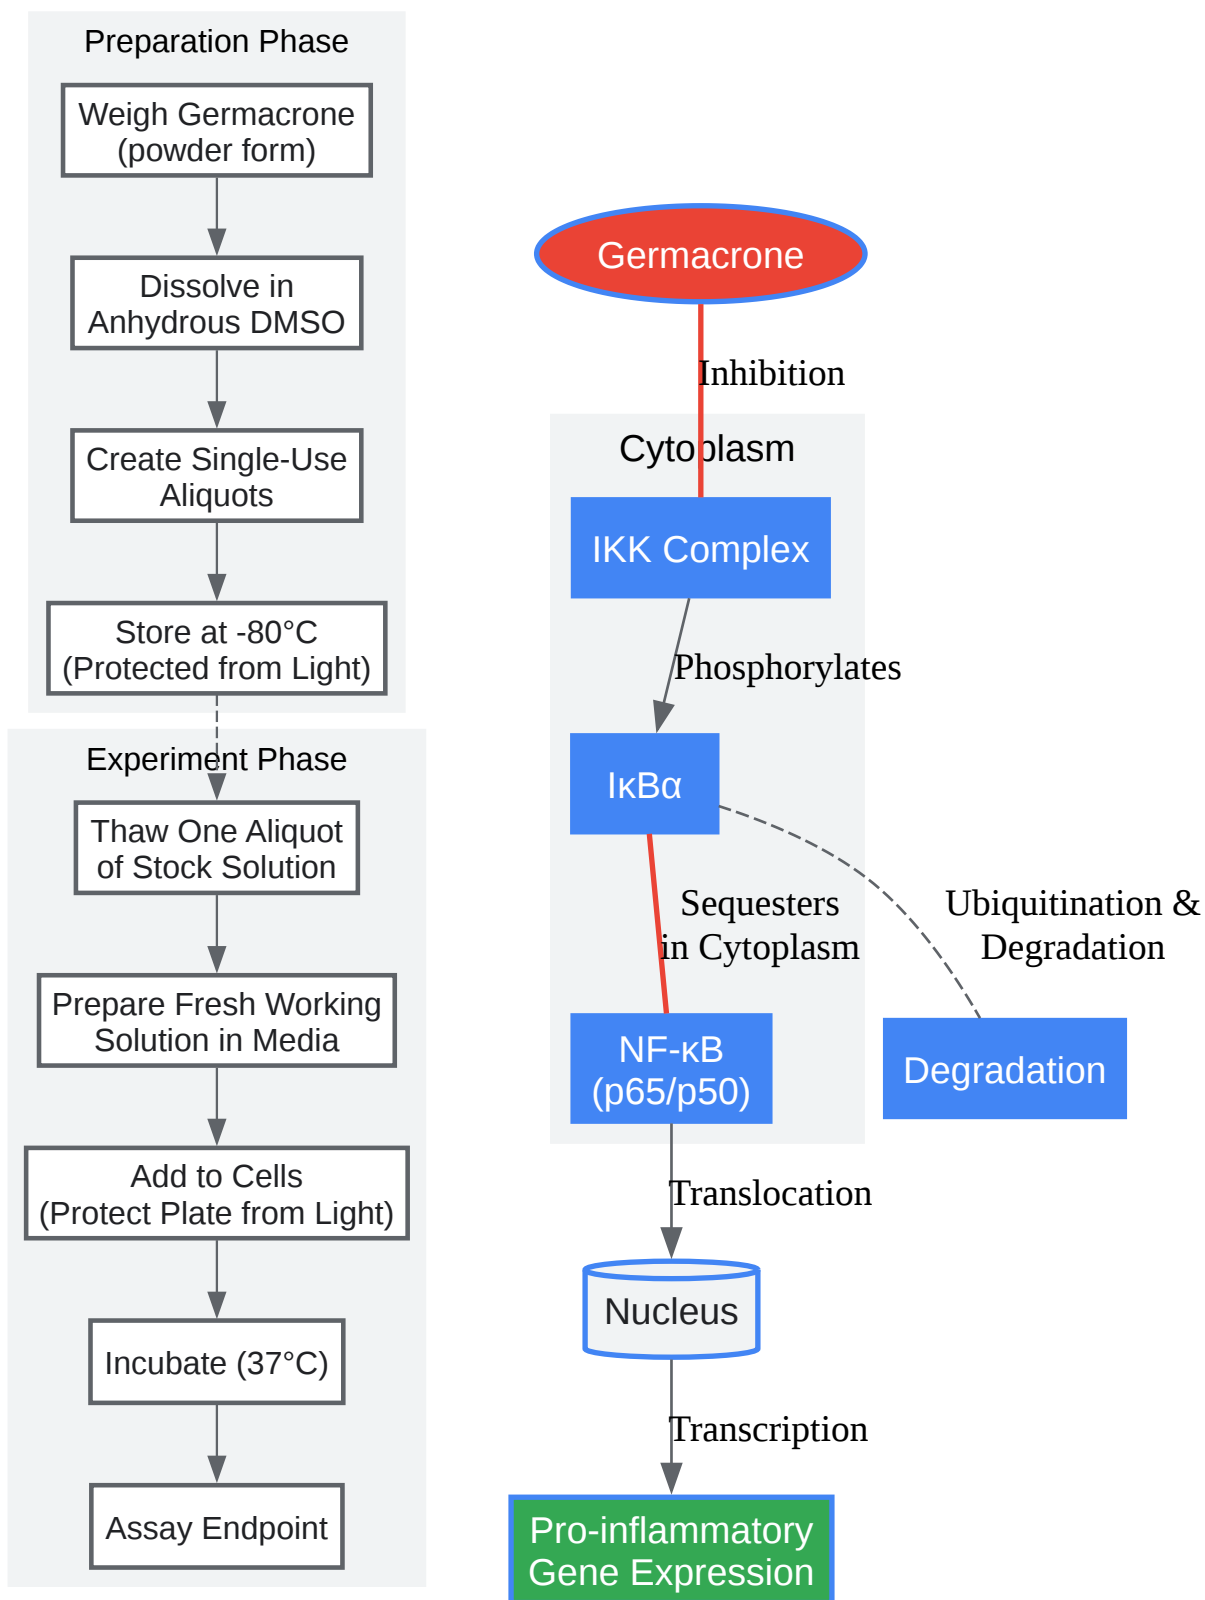 Preparation Phase
Weigh Germacrone
(powder form)
Dissolve in
Anhydrous DMSO
Create Single-Use
Aliquots
Store at -80°C
(Protected from Light)
Experiment Phase
Thaw One Aliquot
of Stock Solution
Prepare Fresh Working
Solution in Media
Add to Cells
(Protect Plate from Light)
Incubate (37°C)
Assay Endpoint
Germacrone
Inhibition
Cytoplasm
IKK Complex
Phosphorylates
IκBα
Sequesters
in Cytoplasm
Ubiquitination &
Degradation
NF-κB
(p65/p50)
Degradation
Translocation
Nucleus
Transcription
Pro-inflammatory
Gene Expression